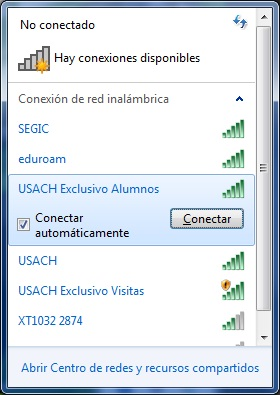 No conectado
Hay conexiones disponibles
Conexión de red inalámbrica
SEGIC
eduroam
USACH Exclusivo Alumnos
Conectar
automáticamente
Conectar
USACH
USACH Exclusivo Visitas
XT1032 2874
Abrir Centro de redes y recursos compartidos